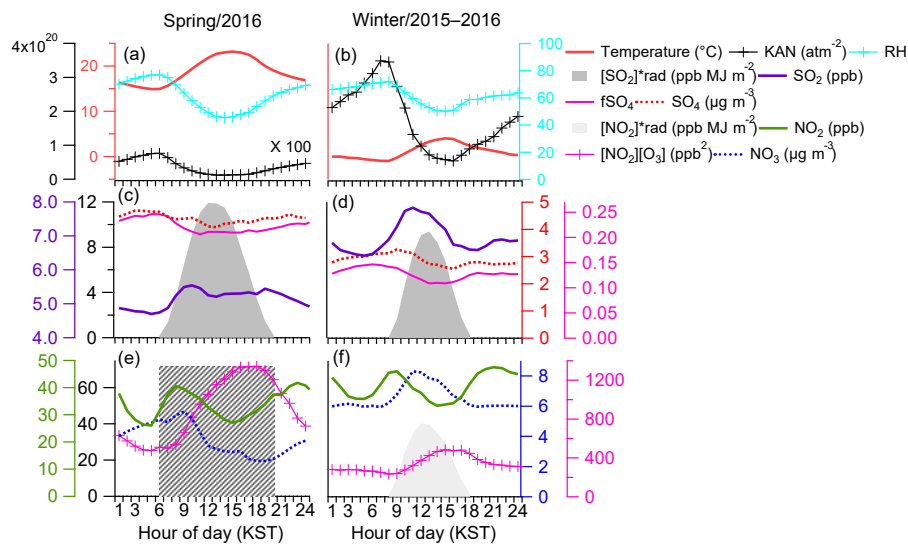 Spring/2016 Winter/2015–2016
4x10²⁰ (a) (b) 100
Temperature (°C) KAN (atm⁻²) RH
3 20 80
[SO₂]*rad (ppb MJ m⁻²) SO₂ (ppb)
fSO₄ SO₄ (µg m⁻³)
2 10 60
[NO₂]*rad (ppb MJ m⁻²) NO₂ (ppb)
1 X 100 40
[NO₂][O₃] (ppb²) NO₃ (µg m⁻³)
0 20
0 0
8.0 12 (c) (d) 5 0.25
7.0 4 0.20
8 3 0.15
6.0
4 2 0.10
5.0 1 0.05
4.0 0 0 0.00
50 (e) (f)
60 8 1200
40
30 40 6 800
20 4
20 400
10 2
0 0 0 0
1 3 6 9 12 15 18 21 24 1 3 6 9 12 15 18 21 24
Hour of day (KST) Hour of day (KST)